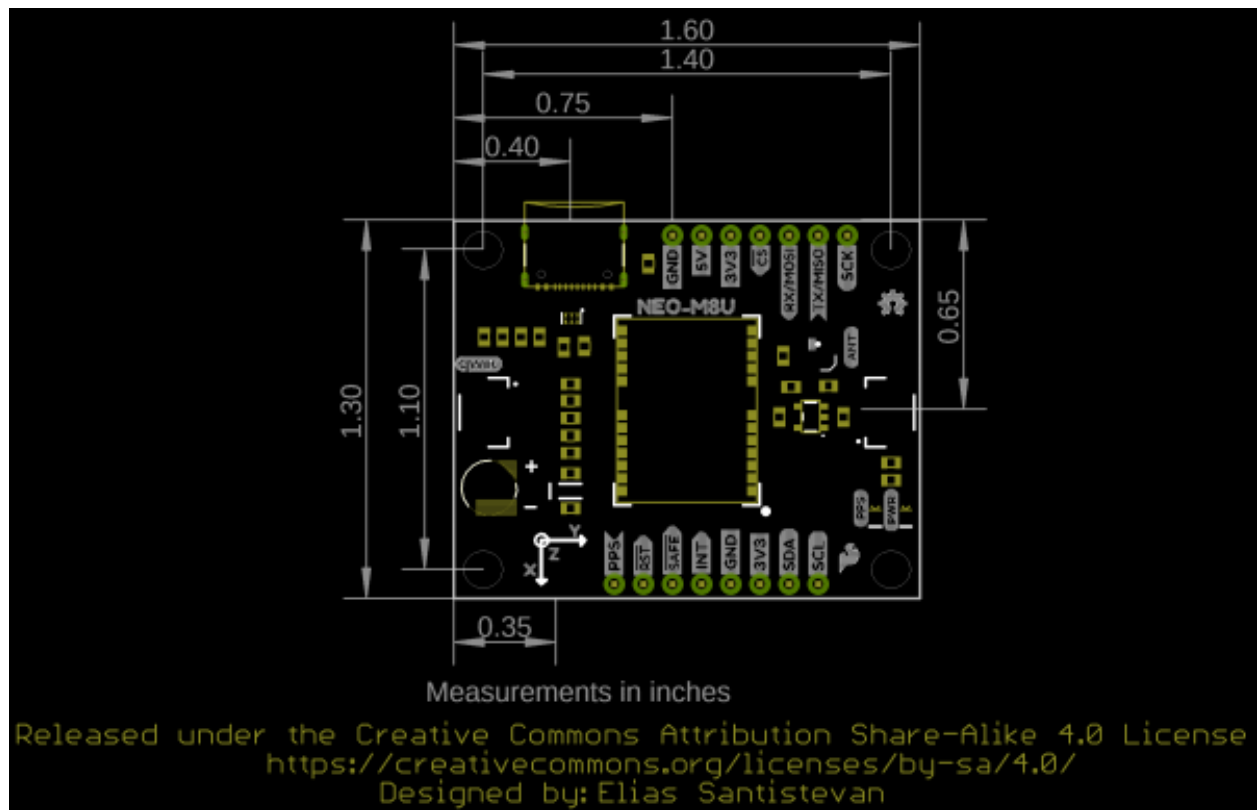 1.60
1.40
0.75
0.40
GND
5V
3V3
CS
RX/MOSI
TX/MISO
SCK
NEO-M8U
ANT
QWIIC
1.30
1.10
0.65
+
-
PPS
PWR
Y
Z
X
PPS
RST
SAFE
INT
GND
3V3
SDA
SCL
0.35
Measurements in inches
Released under the Creative Commons Attribution Share-Alike 4.0 License
https://creativecommons.org/licenses/by-sa/4.0/
Designed by: Elias Santistevan